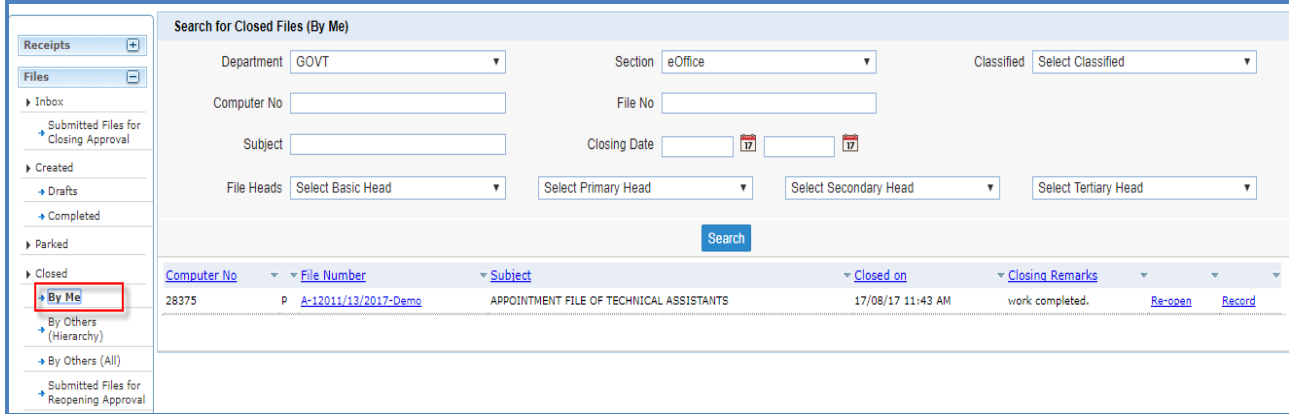 Search for Closed Files (By Me)
Receipts
Files
Inbox
Submitted Files for
Closing Approval
Created
Drafts
Completed
Parked
Closed
By Me
By Others
(Hierarchy)
By Others (All)
Submitted Files for
Reopening Approval
Department GOVT Section eOffice Classified Select Classified
Computer No File No
Subject Closing Date 17 17
File Heads Select Basic Head Select Primary Head Select Secondary Head Select Tertiary Head
Search
Computer No File Number Subject Closed on Closing Remarks
28375 P A-12011/13/2017-Demo APPOINTMENT FILE OF TECHNICAL ASSISTANTS 17/08/17 11:43 AM work completed. Re-open Record